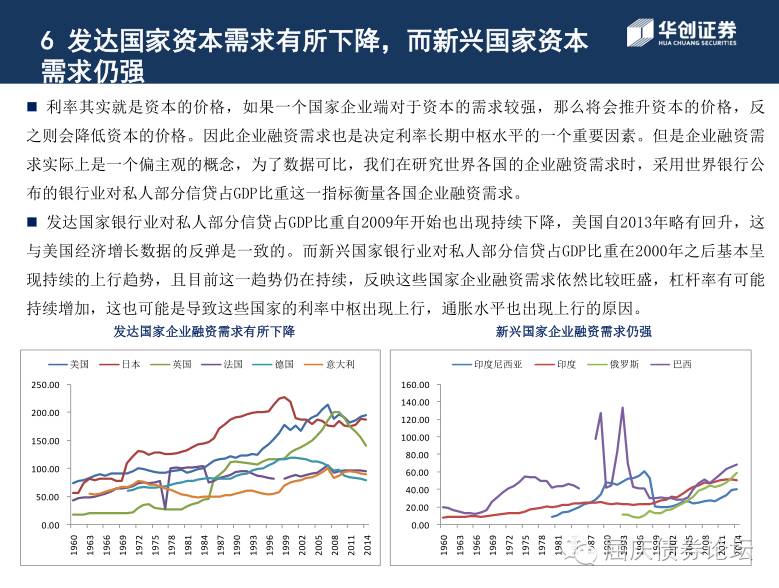 6 发达国家资本需求有所下降，而新兴国家资本
需求仍强
华创证券
HUA CHUANG SECURITIES
■ 利率其实就是资本的价格，如果一个国家企业端对于资本的需求较强，那么将会推升资本的价格，反
之则会降低资本的价格。因此企业融资需求也是决定利率长期中枢水平的一个重要因素。但是企业融资需
求实际上是一个偏主观的概念，为了数据可比，我们在研究世界各国的企业融资需求时，采用世界银行公
布的银行业对私人部分信贷占GDP比重这一指标衡量各国企业融资需求。
■ 发达国家银行业对私人部分信贷占GDP比重自2009年开始也出现持续下降，美国自2013年略有回升，这
与美国经济增长数据的反弹是一致的。而新兴国家银行业对私人部分信贷占GDP比重在2000年之后基本呈
现持续的上行趋势，且目前这一趋势仍在持续，反映这些国家企业融资需求依然比较旺盛，杠杆率有可能
持续增加，这也可能是导致这些国家的利率中枢出现上行，通胀水平也出现上行的原因。
发达国家企业融资需求有所下降
美国 日本 英国 法国 德国 意大利
250.00
200.00
150.00
100.00
50.00
0.00
1960 1963 1966 1969 1972 1975 1978 1981 1984 1987 1990 1993 1996 1999 2002 2005 2008 2011 2014
新兴国家企业融资需求仍强
印度尼西亚 印度 俄罗斯 巴西
160.00
140.00
120.00
100.00
80.00
60.00
40.00
20.00
0.00
1960 1963 1966 1969 1972 1975 1978 1981 1987 1990 1993 1996 1999 2002 2005 2008 2011 2014
屈庆债券论坛